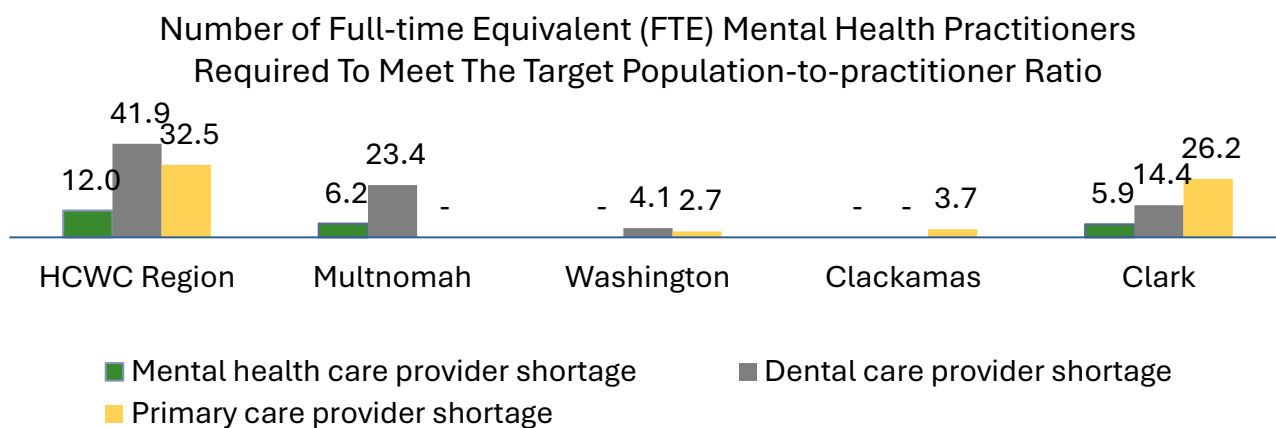 Number of Full-time Equivalent (FTE) Mental Health Practitioners
Required To Meet The Target Population-to-practitioner Ratio
12.0 41.9 32.5 6.2 23.4 - - 4.1 2.7 - - 3.7 5.9 14.4 26.2
HCWC Region Multnomah Washington Clackamas Clark
Mental health care provider shortage Dental care provider shortage
Primary care provider shortage